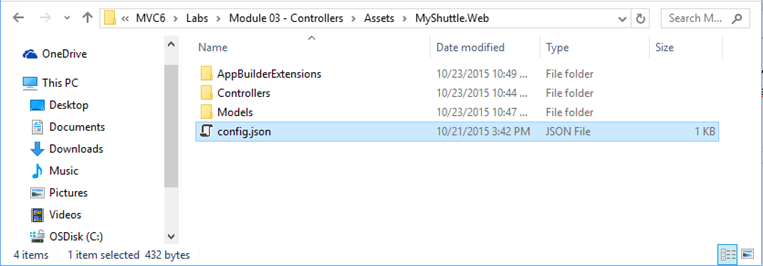 « MVC6 › Labs › Module 03 - Controllers › Assets › MyShuttle.Web
Search M...
Name Date modified Type Size
OneDrive
This PC
Desktop
Documents
Downloads
Music
Pictures
Videos
OSDisk (C:)
AppBuilderExtensions 10/23/2015 10:49 ... File folder
Controllers 10/23/2015 10:44 ... File folder
Models 10/23/2015 10:47 ... File folder
config.json 10/21/2015 3:42 PM JSON File 1 KB
4 items 1 item selected 432 bytes